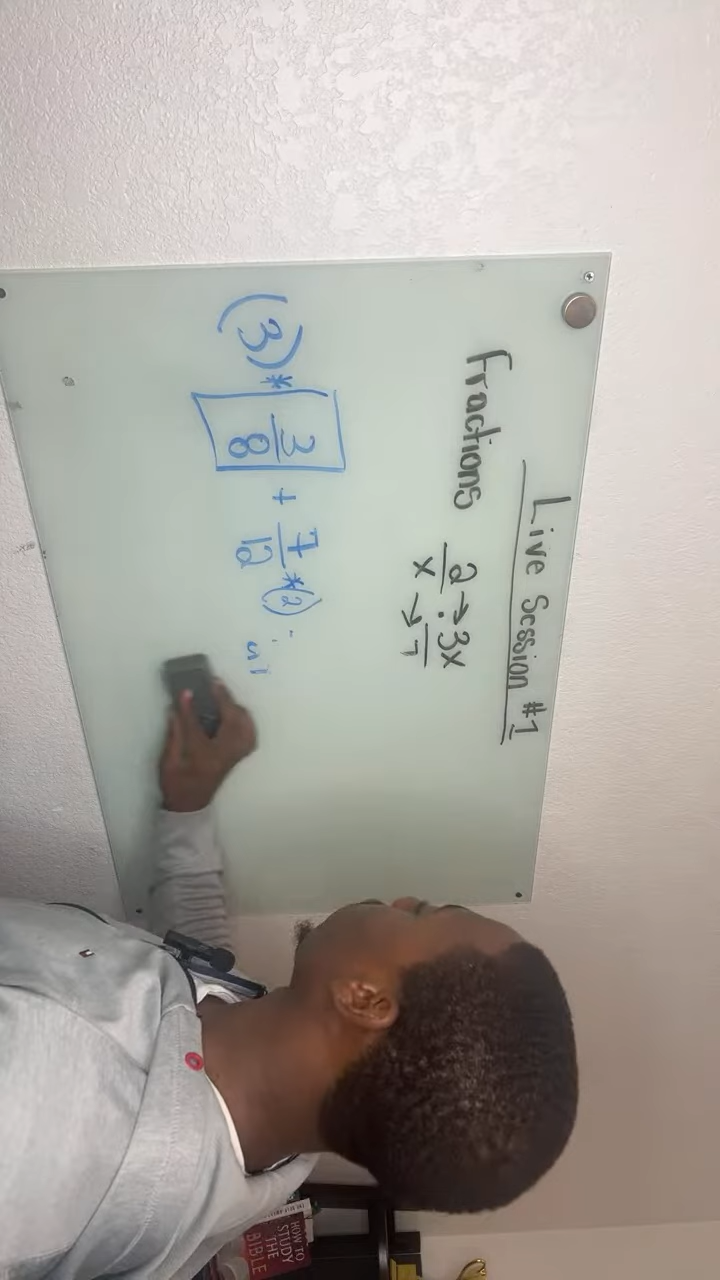 Live Session #1
Fractions 2/x → 3x/7
(3)* 3/8 + 7/12 *(2)
HOW TO STUDY THE BIBLE